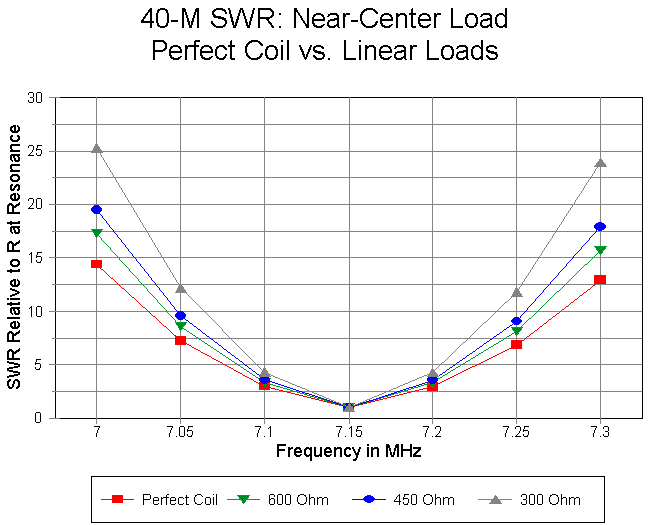 40-M SWR: Near-Center Load
Perfect Coil vs. Linear Loads
SWR Relative to R at Resonance
30
25
20
15
10
5
0
7
7.05
7.1
7.15
7.2
7.25
7.3
Frequency in MHz
Perfect Coil
600 Ohm
450 Ohm
300 Ohm